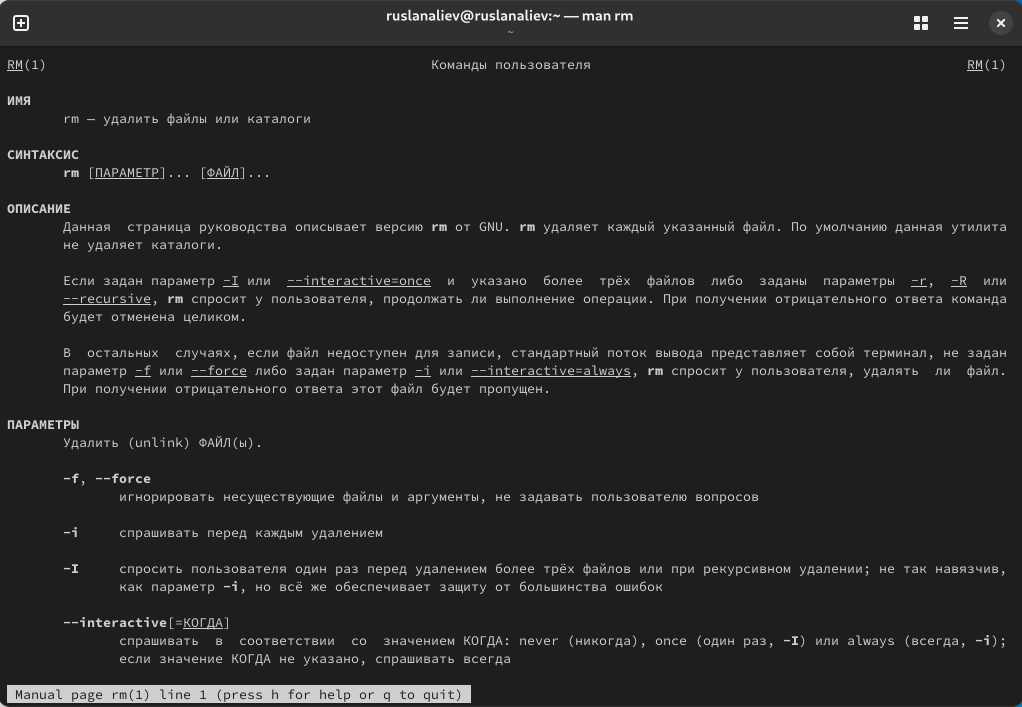 ruslanaliev@ruslanaliev:~ — man rm
~
RM(1) Команды пользователя RM(1)
ИМЯ
rm — удалить файлы или каталоги
СИНТАКСИС
rm [ПАРАМЕТР]... [ФАЙЛ]...
ОПИСАНИЕ
Данная страница руководства описывает версию rm от GNU. rm удаляет каждый указанный файл. По умолчанию данная утилита
не удаляет каталоги.
Если задан параметр -I или --interactive=once и указано более трёх файлов либо заданы параметры -r, -R или
--recursive, rm спросит у пользователя, продолжать ли выполнение операции. При получении отрицательного ответа команда
будет отменена целиком.
В остальных случаях, если файл недоступен для записи, стандартный поток вывода представляет собой терминал, не задан
параметр -f или --force либо задан параметр -i или --interactive=always, rm спросит у пользователя, удалять ли файл.
При получении отрицательного ответа этот файл будет пропущен.
ПАРАМЕТРЫ
Удалить (unlink) ФАЙЛ(ы).
-f, --force
игнорировать несуществующие файлы и аргументы, не задавать пользователю вопросов
-i спрашивать перед каждым удалением
-I спросить пользователя один раз перед удалением более трёх файлов или при рекурсивном удалении; не так навязчив,
как параметр -i, но всё же обеспечивает защиту от большинства ошибок
--interactive[=КОГДА]
спрашивать в соответствии со значением КОГДА: never (никогда), once (один раз, -I) или always (всегда, -i);
если значение КОГДА не указано, спрашивать всегда
Manual page rm(1) line 1 (press h for help or q to quit)